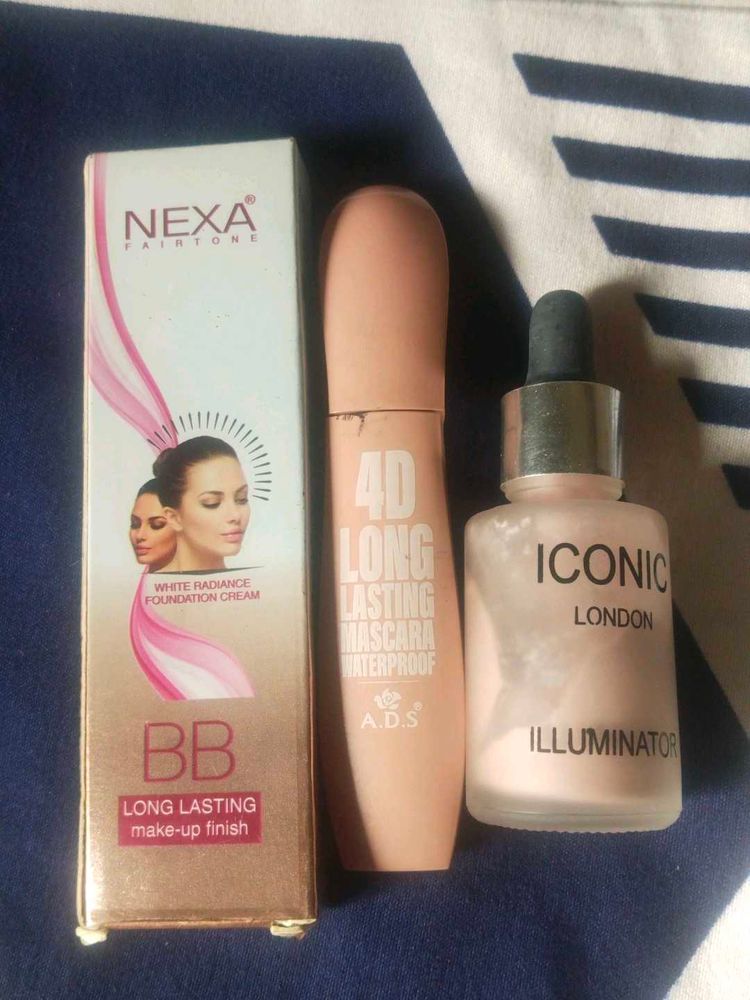 NEXA®
FAIRTONE
WHITE RADIANCE
FOUNDATION CREAM
BB
LONG LASTING
make-up finish
4D
LONG
LASTING
MASCARA
WATERPROOF
A.D.S®
ICONIC
LONDON
ILLUMINATOR